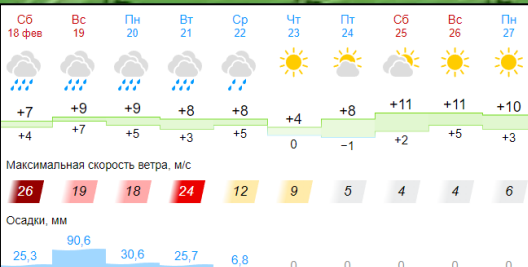 Сб Вс Пн Вт Ср Чт Пт Сб Вс Пн
18 фев 19 20 21 22 23 24 25 26 27
+7 +9 +9 +8 +8 +4 +8 +11 +11 +10
+4 +7 +5 +3 +5 0 −1 +2 +5 +3
Максимальная скорость ветра, м/с
26 19 18 24 12 9 5 4 4 6
Осадки, мм
25,3 90,6 30,6 25,7 6,8 0 0 0 0 0